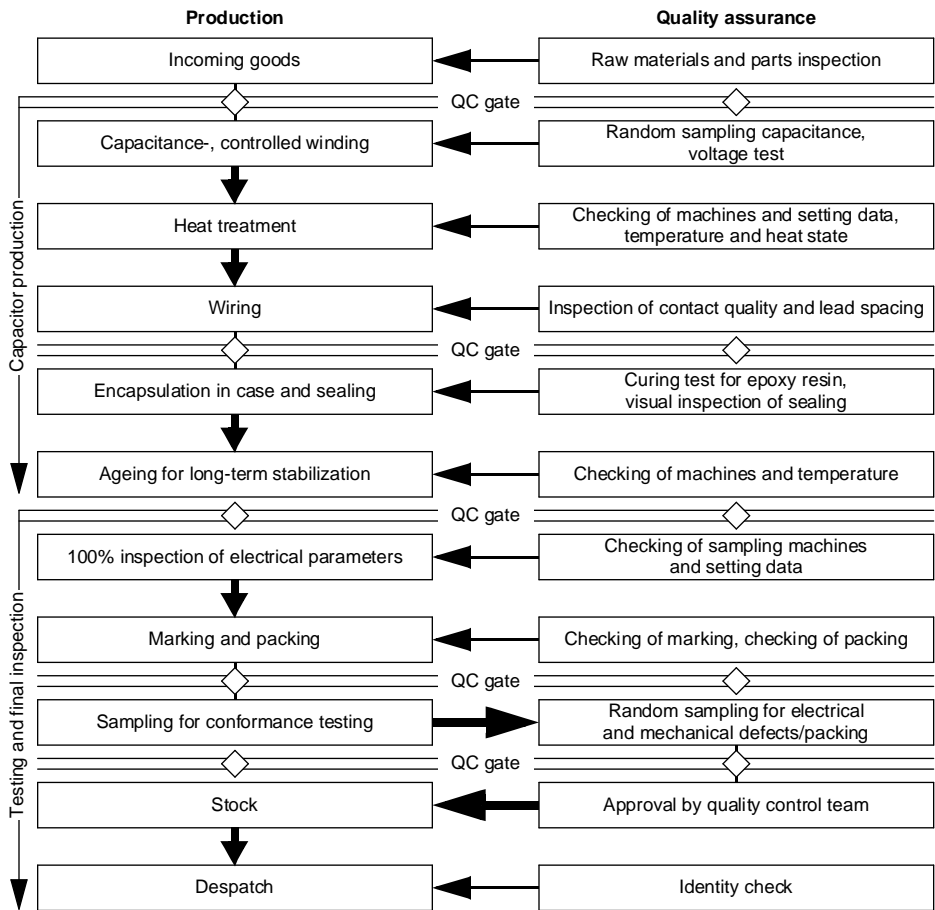 Production
Quality assurance
Incoming goods
Raw materials and parts inspection
QC gate
Capacitance-, controlled winding
Random sampling capacitance,
voltage test
Heat treatment
Checking of machines and setting data,
temperature and heat state
Wiring
Inspection of contact quality and lead spacing
QC gate
Encapsulation in case and sealing
Curing test for epoxy resin,
visual inspection of sealing
Ageing for long-term stabilization
Checking of machines and temperature
Capacitor production
QC gate
100% inspection of electrical parameters
Checking of sampling machines
and setting data
Marking and packing
Checking of marking, checking of packing
QC gate
Sampling for conformance testing
Random sampling for electrical
and mechanical defects/packing
QC gate
Stock
Approval by quality control team
Despatch
Identity check
Testing and final inspection